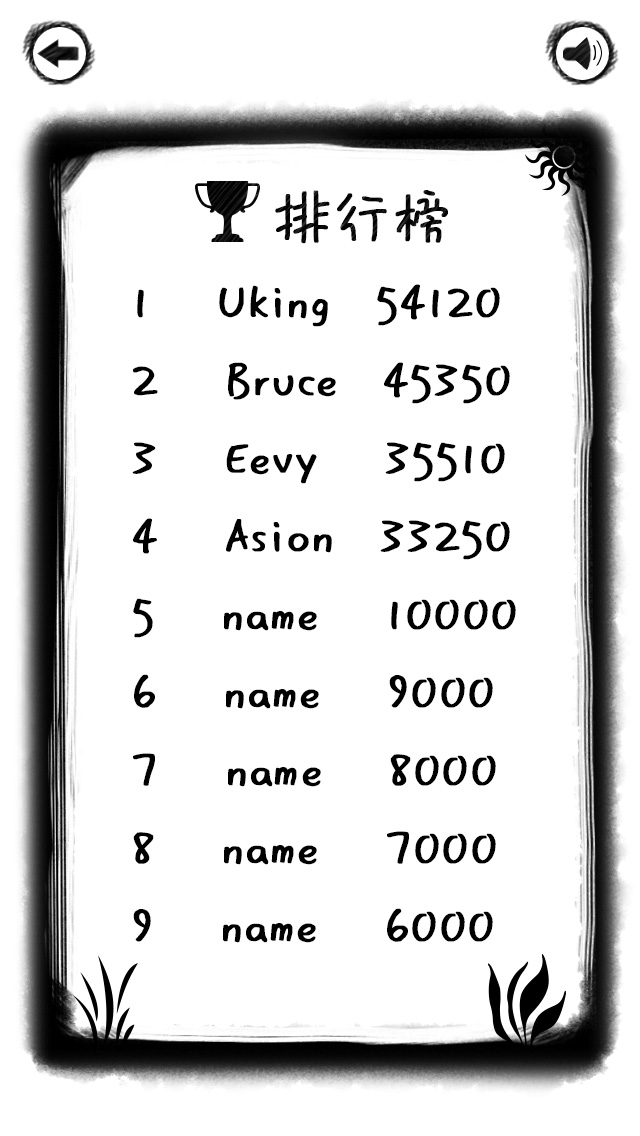 排行榜
1 Uking 54120
2 Bruce 45350
3 Eevy 35510
4 Asion 33250
5 name 10000
6 name 9000
7 name 8000
8 name 7000
9 name 6000